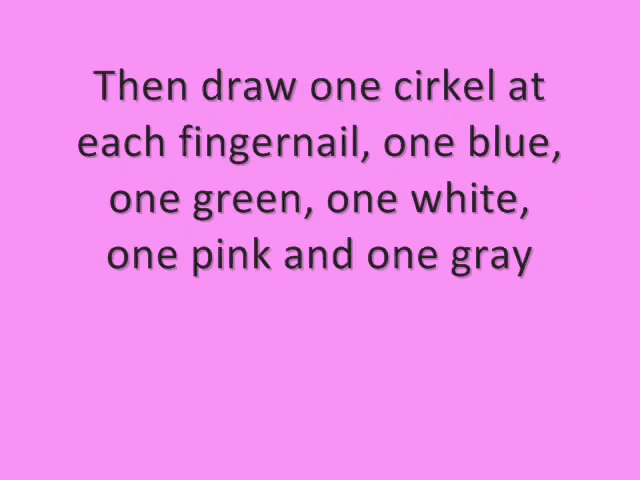 Then draw one cirkel at
each fingernail, one blue,
one green, one white,
one pink and one gray